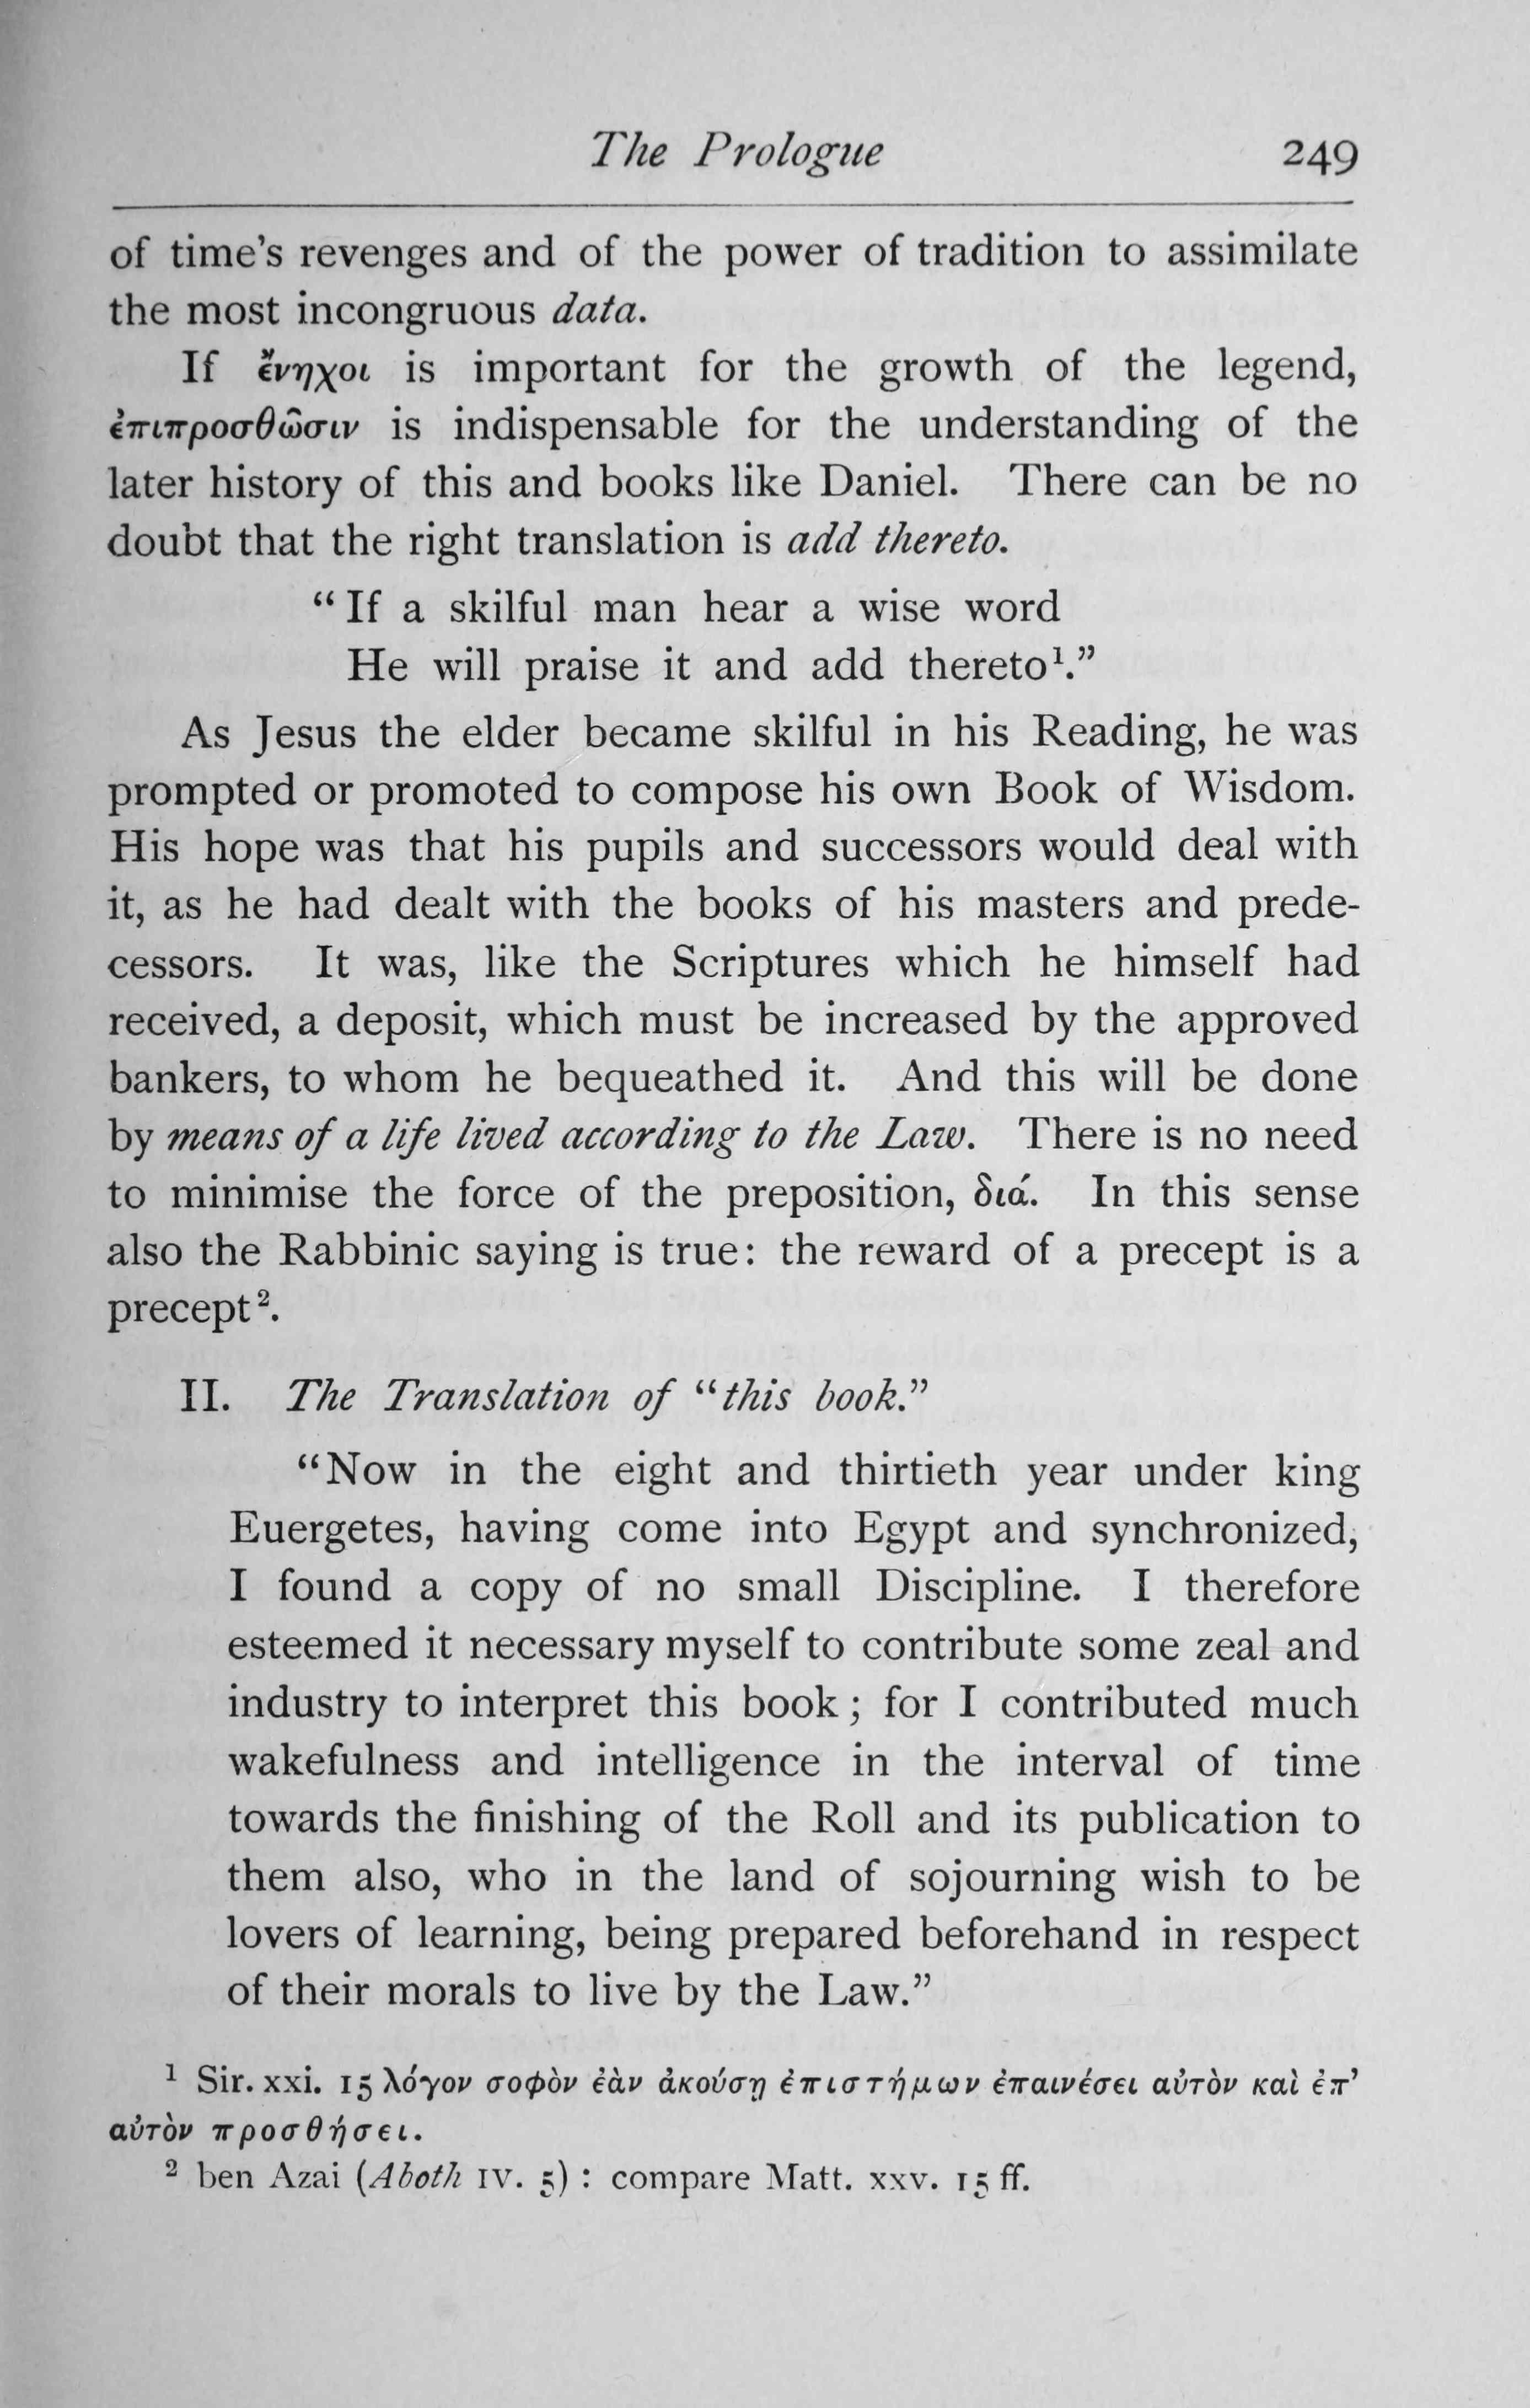 The Prologue 249
of time's revenges and of the power of tradition to assimilate
the most incongruous data.
If ἔνηχοι is important for the growth of the legend,
ἐπιπροσθῶσιν is indispensable for the understanding of the
later history of this and books like Daniel. There can be no
doubt that the right translation is add thereto.
“If a skilful man hear a wise word
He will praise it and add thereto¹.”
As Jesus the elder became skilful in his Reading, he was
prompted or promoted to compose his own Book of Wisdom.
His hope was that his pupils and successors would deal with
it, as he had dealt with the books of his masters and prede-
cessors. It was, like the Scriptures which he himself had
received, a deposit, which must be increased by the approved
bankers, to whom he bequeathed it. And this will be done
by means of a life lived according to the Law. There is no need
to minimise the force of the preposition, διά. In this sense
also the Rabbinic saying is true: the reward of a precept is a
precept².
II. The Translation of “this book.”
“Now in the eight and thirtieth year under king
Euergetes, having come into Egypt and synchronized,
I found a copy of no small Discipline. I therefore
esteemed it necessary myself to contribute some zeal and
industry to interpret this book; for I contributed much
wakefulness and intelligence in the interval of time
towards the finishing of the Roll and its publication to
them also, who in the land of sojourning wish to be
lovers of learning, being prepared beforehand in respect
of their morals to live by the Law.”
¹ Sir. xxi. 15 λόγον σοφὸν ἐὰν ἀκούσῃ ἐπιστήμων ἐπαινέσει αὐτὸν καὶ ἐπ’
αὐτὸν προσθήσει.
² ben Azai (Aboth IV. 5) : compare Matt. xxv. 15 ff.